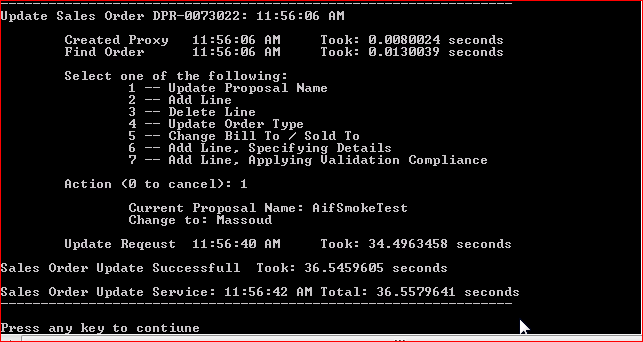 ----------------------------------------------------------------
Update Sales Order DPR-0073022: 11:56:06 AM
Created Proxy 11:56:06 AM Took: 0.0080024 seconds
Find Order 11:56:06 AM Took: 0.0130039 seconds
Select one of the following:
1 -- Update Proposal Name
2 -- Add Line
3 -- Delete Line
4 -- Update Order Type
5 -- Change Bill To / Sold To
6 -- Add Line, Specifying Details
7 -- Add Line, Applying Validation Compliance
Action (0 to cancel): 1
Current Proposal Name: AifSmokeTest
Change to: Massoud
Update Reqeust 11:56:40 AM Took: 34.4963458 seconds
Sales Order Update Successfull Took: 36.5459605 seconds
Sales Order Update Service: 11:56:42 AM Total: 36.5579641 seconds
----------------------------------------------------------------
Press any key to contiune